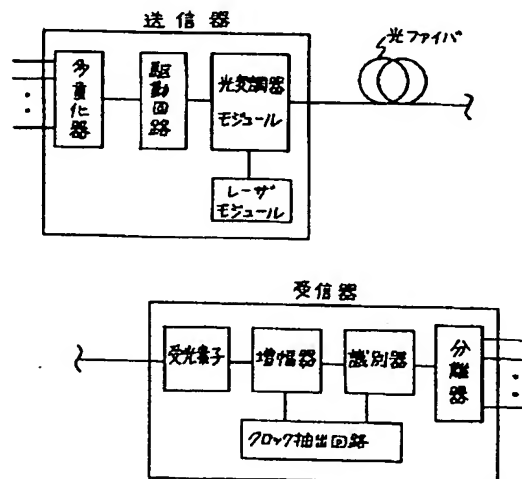 送信器
多重化器
駆動回路
光変調器
モジュール
レーザ
モジュール
光ファイバ
受信器
受光素子
増幅器
識別器
分離器
クロック抽出回路